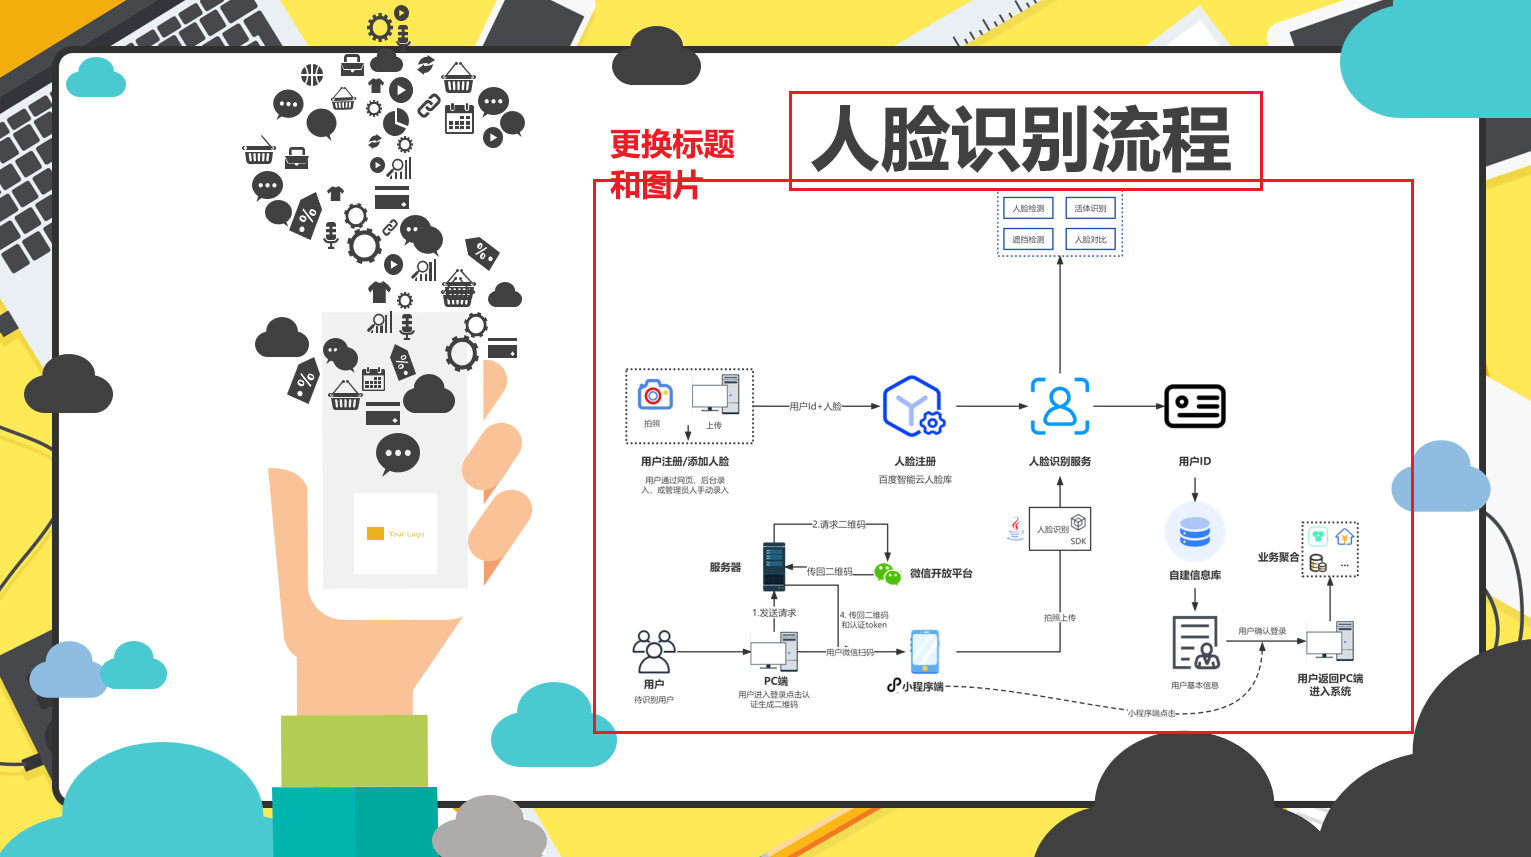 人脸识别流程
更换标题
和图片
人脸检测
活体识别
遮挡检测
人脸对比
拍照
上传
用户Id+人脸
用户注册/添加人脸
用户通过网页、后台录
入、或管理员人手动录入
人脸注册
百度智能云人脸库
人脸识别服务
用户ID
2.请求二维码
人脸识别
SDK
服务器
传回二维码
微信开放平台
自建信息库
业务聚合
...
1.发送请求
4. 传回二维码
和认证token
拍照上传
用户微信扫码
用户确认登录
用户
待识别用户
PC端
用户进入登录点击认
证生成二维码
小程序端
用户基本信息
用户返回PC端
进入系统
小程序端点击
Your Logo
%
%
%
%